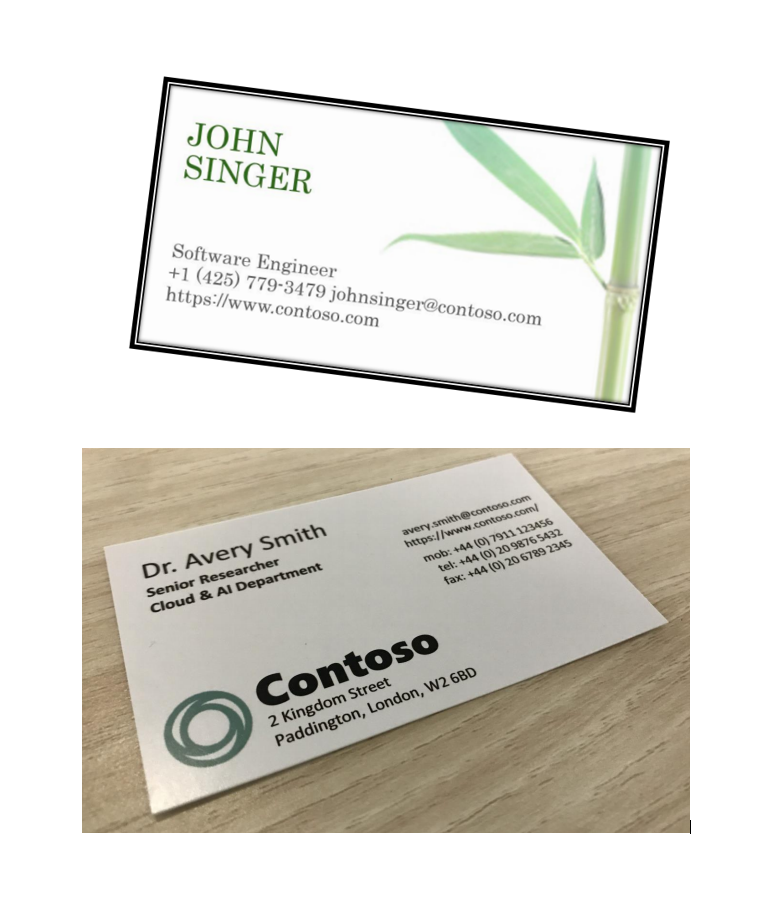 JOHN
SINGER
Software Engineer
+1 (425) 779-3479 johnsinger@contoso.com
https://www.contoso.com
Dr. Avery Smith
Senior Researcher
Cloud & AI Department
avery.smith@contoso.com
https://www.contoso.com/
mob: +44 (0) 7911 123456
tel: +44 (0) 20 9876 5432
fax: +44 (0) 20 6789 2345
Contoso
2 Kingdom Street
Paddington, London, W2 6BD